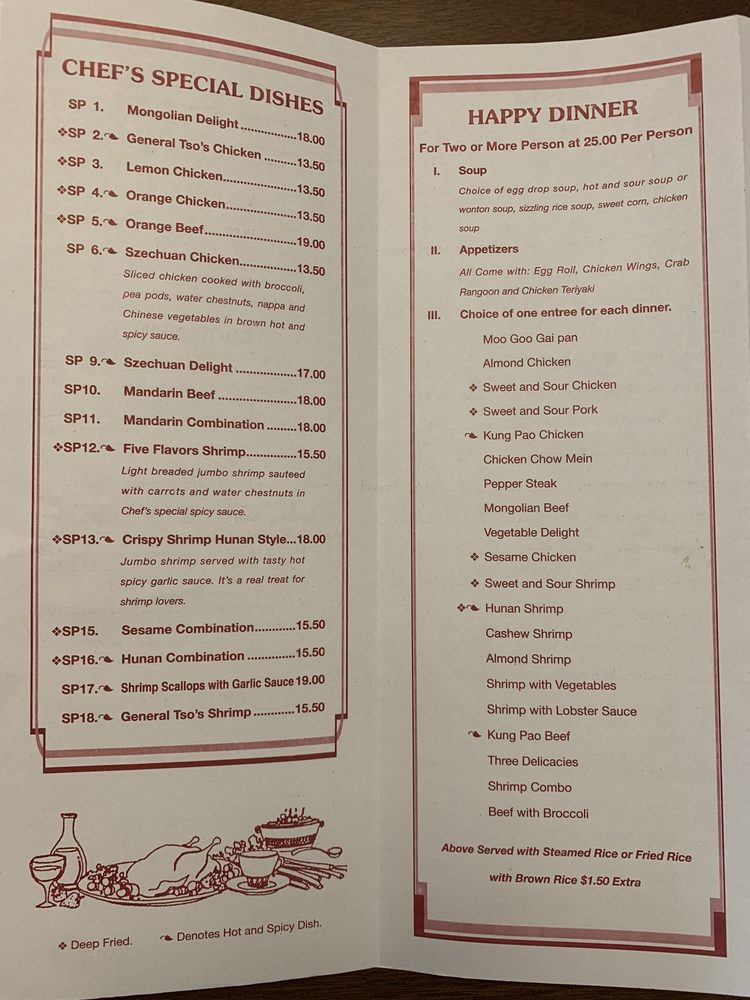 CHEF'S SPECIAL DISHES
SP 1. Mongolian Delight ................18.00
❖SP 2.🌶 General Tso's Chicken ..........13.50
❖SP 3. Lemon Chicken.....................13.50
❖SP 4.🌶 Orange Chicken....................13.50
❖SP 5.🌶 Orange Beef........................19.00
SP 6.🌶 Szechuan Chicken................13.50
Sliced chicken cooked with broccoli,
pea pods, water chestnuts, nappa and
Chinese vegetables in brown hot and
spicy sauce.
SP 9.🌶 Szechuan Delight ................17.00
SP10. Mandarin Beef ....................18.00
SP11. Mandarin Combination ........18.00
❖SP12.🌶 Five Flavors Shrimp.............15.50
Light breaded jumbo shrimp sauteed
with carrots and water chestnuts in
Chef's special spicy sauce.
❖SP13.🌶 Crispy Shrimp Hunan Style...18.00
Jumbo shrimp served with tasty hot
spicy garlic sauce. It's a real treat for
shrimp lovers.
❖SP15. Sesame Combination............15.50
❖SP16.🌶 Hunan Combination ..............15.50
SP17.🌶 Shrimp Scallops with Garlic Sauce 19.00
SP18.🌶 General Tso's Shrimp ............15.50
❖ Deep Fried. 🌶 Denotes Hot and Spicy Dish.
HAPPY DINNER
For Two or More Person at 25.00 Per Person
I. Soup
Choice of egg drop soup, hot and sour soup or
wonton soup, sizzling rice soup, sweet corn, chicken
soup
II. Appetizers
All Come with: Egg Roll, Chicken Wings, Crab
Rangoon and Chicken Teriyaki
III. Choice of one entree for each dinner.
Moo Goo Gai pan
Almond Chicken
❖ Sweet and Sour Chicken
❖ Sweet and Sour Pork
🌶 Kung Pao Chicken
Chicken Chow Mein
Pepper Steak
Mongolian Beef
Vegetable Delight
❖ Sesame Chicken
❖ Sweet and Sour Shrimp
❖🌶 Hunan Shrimp
Cashew Shrimp
Almond Shrimp
Shrimp with Vegetables
Shrimp with Lobster Sauce
🌶 Kung Pao Beef
Three Delicacies
Shrimp Combo
Beef with Broccoli
Above Served with Steamed Rice or Fried Rice
with Brown Rice $1.50 Extra